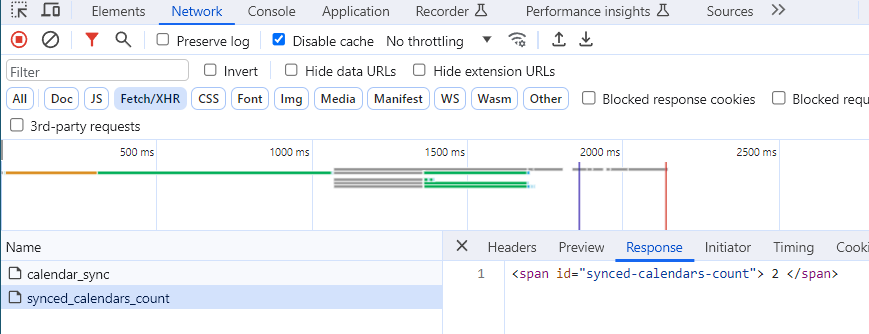 Elements Network Console Application Recorder Performance insights Sources
Preserve log Disable cache No throttling
Filter Invert Hide data URLs Hide extension URLs
All Doc JS Fetch/XHR CSS Font Img Media Manifest WS Wasm Other Blocked response cookies Blocked requ
3rd-party requests
500 ms 1000 ms 1500 ms 2000 ms 2500 ms
Name Headers Preview Response Initiator Timing Cooki
calendar_sync 1 <span id="synced-calendars-count"> 2 </span>
synced_calendars_count